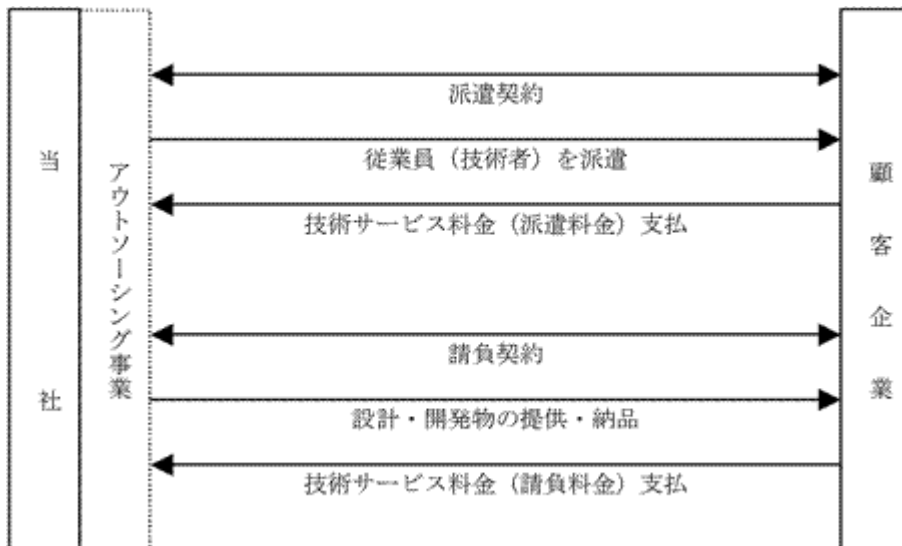 当社
アウトソーシング事業
派遣契約
従業員（技術者）を派遣
技術サービス料金（派遣料金）支払
請負契約
設計・開発物の提供・納品
技術サービス料金（請負料金）支払
顧客企業